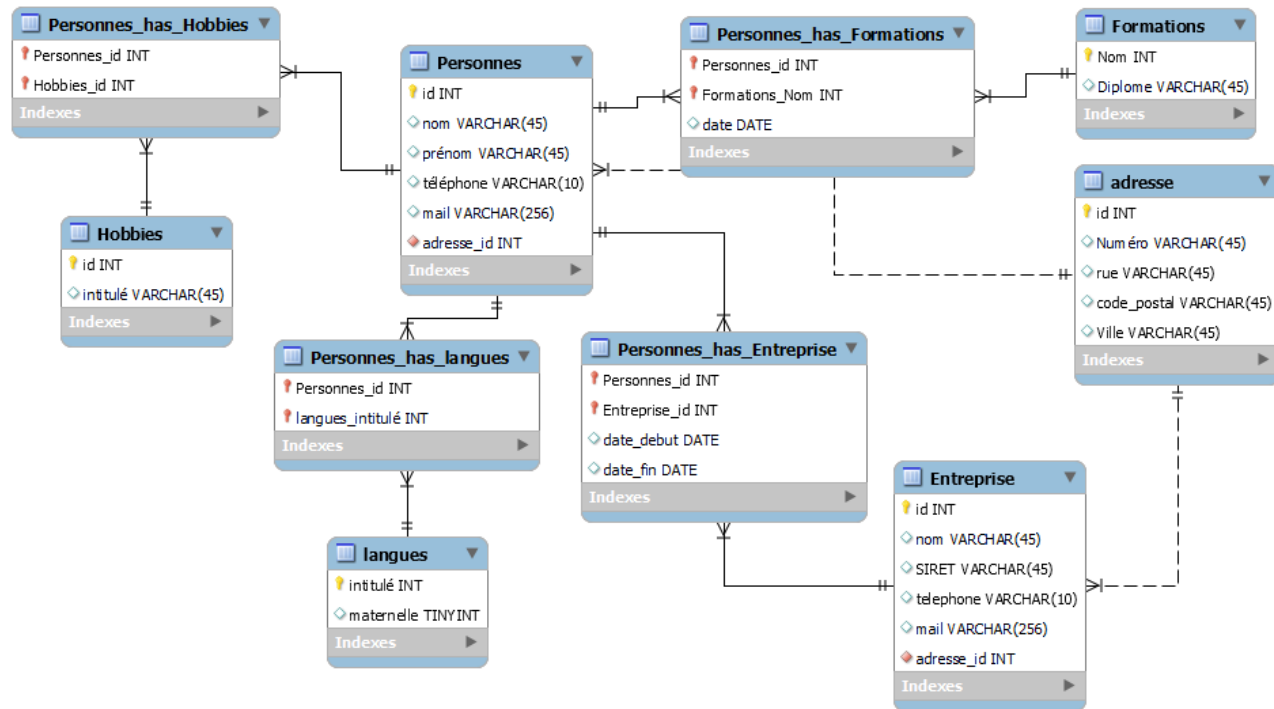 Personnes_has_Hobbies
Personnes_id INT
Hobbies_id INT
Indexes
Hobbies
id INT
intitulé VARCHAR(45)
Indexes
Personnes
id INT
nom VARCHAR(45)
prénom VARCHAR(45)
téléphone VARCHAR(10)
mail VARCHAR(256)
adresse_id INT
Indexes
Personnes_has_Formations
Personnes_id INT
Formations_Nom INT
date DATE
Indexes
Formations
Nom INT
Diplome VARCHAR(45)
Indexes
adresse
id INT
Numéro VARCHAR(45)
rue VARCHAR(45)
code_postal VARCHAR(45)
Ville VARCHAR(45)
Indexes
Personnes_has_langues
Personnes_id INT
langues_intitulé INT
Indexes
langues
intitulé INT
maternelle TINYINT
Indexes
Personnes_has_Entreprise
Personnes_id INT
Entreprise_id INT
date_debut DATE
date_fin DATE
Indexes
Entreprise
id INT
nom VARCHAR(45)
SIRET VARCHAR(45)
telephone VARCHAR(10)
mail VARCHAR(256)
adresse_id INT
Indexes